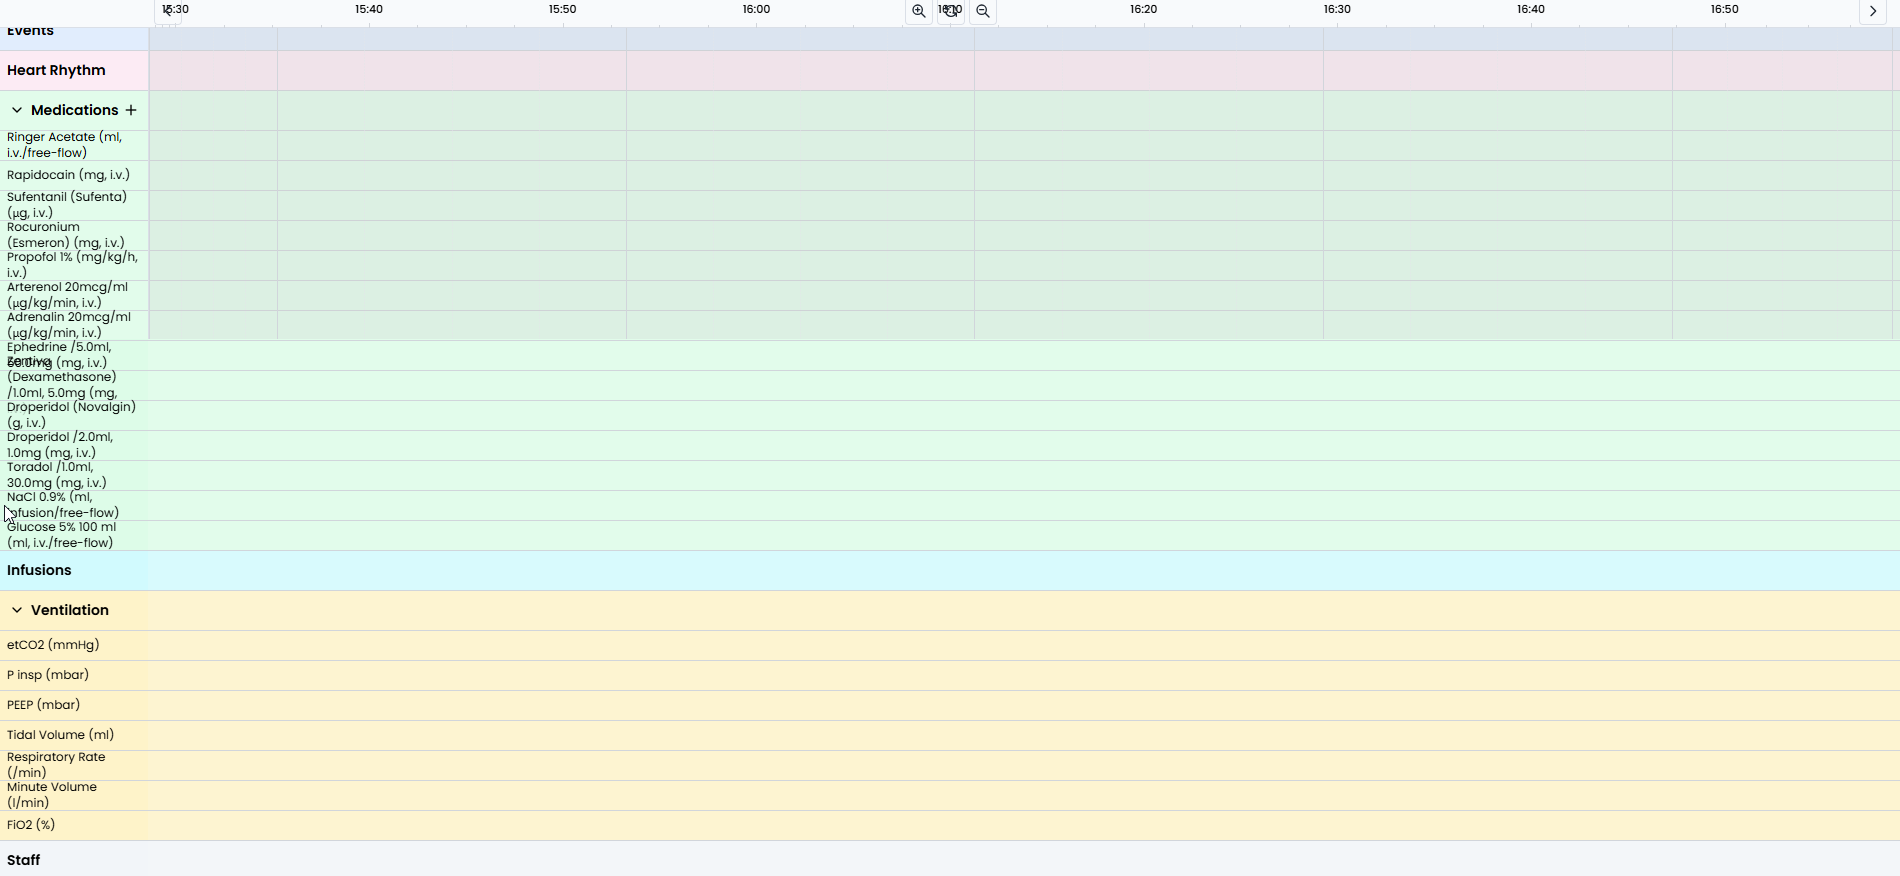 15:30 15:40 15:50 16:00 16:10 16:20 16:30 16:40 16:50
Events
Heart Rhythm
Medications
Ringer Acetate (ml,
i.v./free-flow)
Rapidocain (mg, i.v.)
Sufentanil (Sufenta)
(µg, i.v.)
Rocuronium
(Esmeron) (mg, i.v.)
Propofol 1% (mg/kg/h,
i.v.)
Arterenol 20mcg/ml
(µg/kg/min, i.v.)
Adrenalin 20mcg/ml
(µg/kg/min, i.v.)
Ephedrine /5.0ml,
(mg, i.v.)
(Dexamethasone)
/1.0ml, 5.0mg (mg,
Droperidol (Novalgin)
(g, i.v.)
Droperidol /2.0ml,
1.0mg (mg, i.v.)
Toradol /1.0ml,
30.0mg (mg, i.v.)
NaCl 0.9% (ml,
infusion/free-flow)
Glucose 5% 100 ml
(ml, i.v./free-flow)
Infusions
Ventilation
etCO2 (mmHg)
P insp (mbar)
PEEP (mbar)
Tidal Volume (ml)
Respiratory Rate
(/min)
Minute Volume
(l/min)
FiO2 (%)
Staff